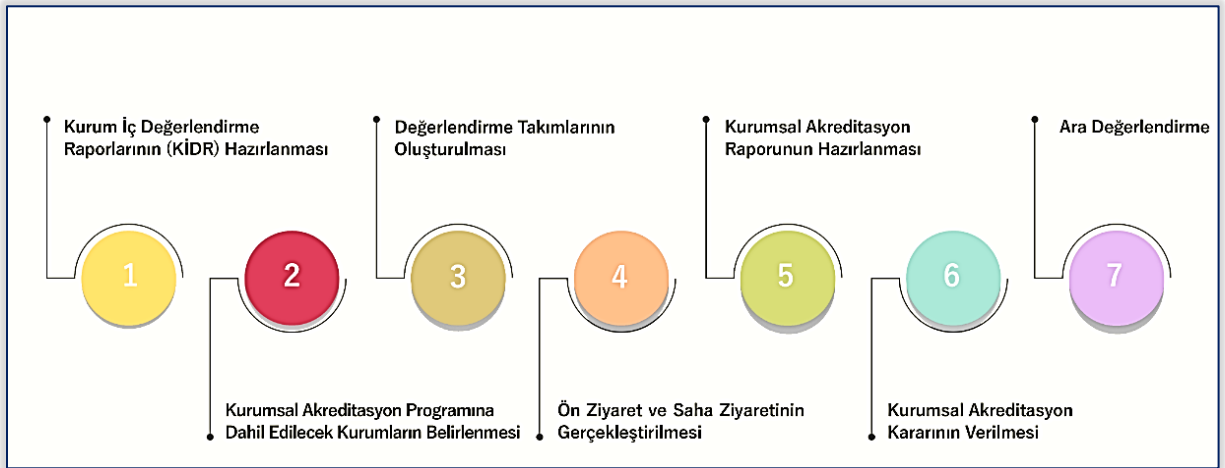 Kurum İç Değerlendirme
Raporlarının (KİDR) Hazırlanması
Değerlendirme Takımlarının
Oluşturulması
Kurumsal Akreditasyon
Raporunun Hazırlanması
Ara Değerlendirme
1
2
3
4
5
6
7
Kurumsal Akreditasyon Programına
Dahil Edilecek Kurumların Belirlenmesi
Ön Ziyaret ve Saha Ziyaretinin
Gerçekleştirilmesi
Kurumsal Akreditasyon
Kararının Verilmesi